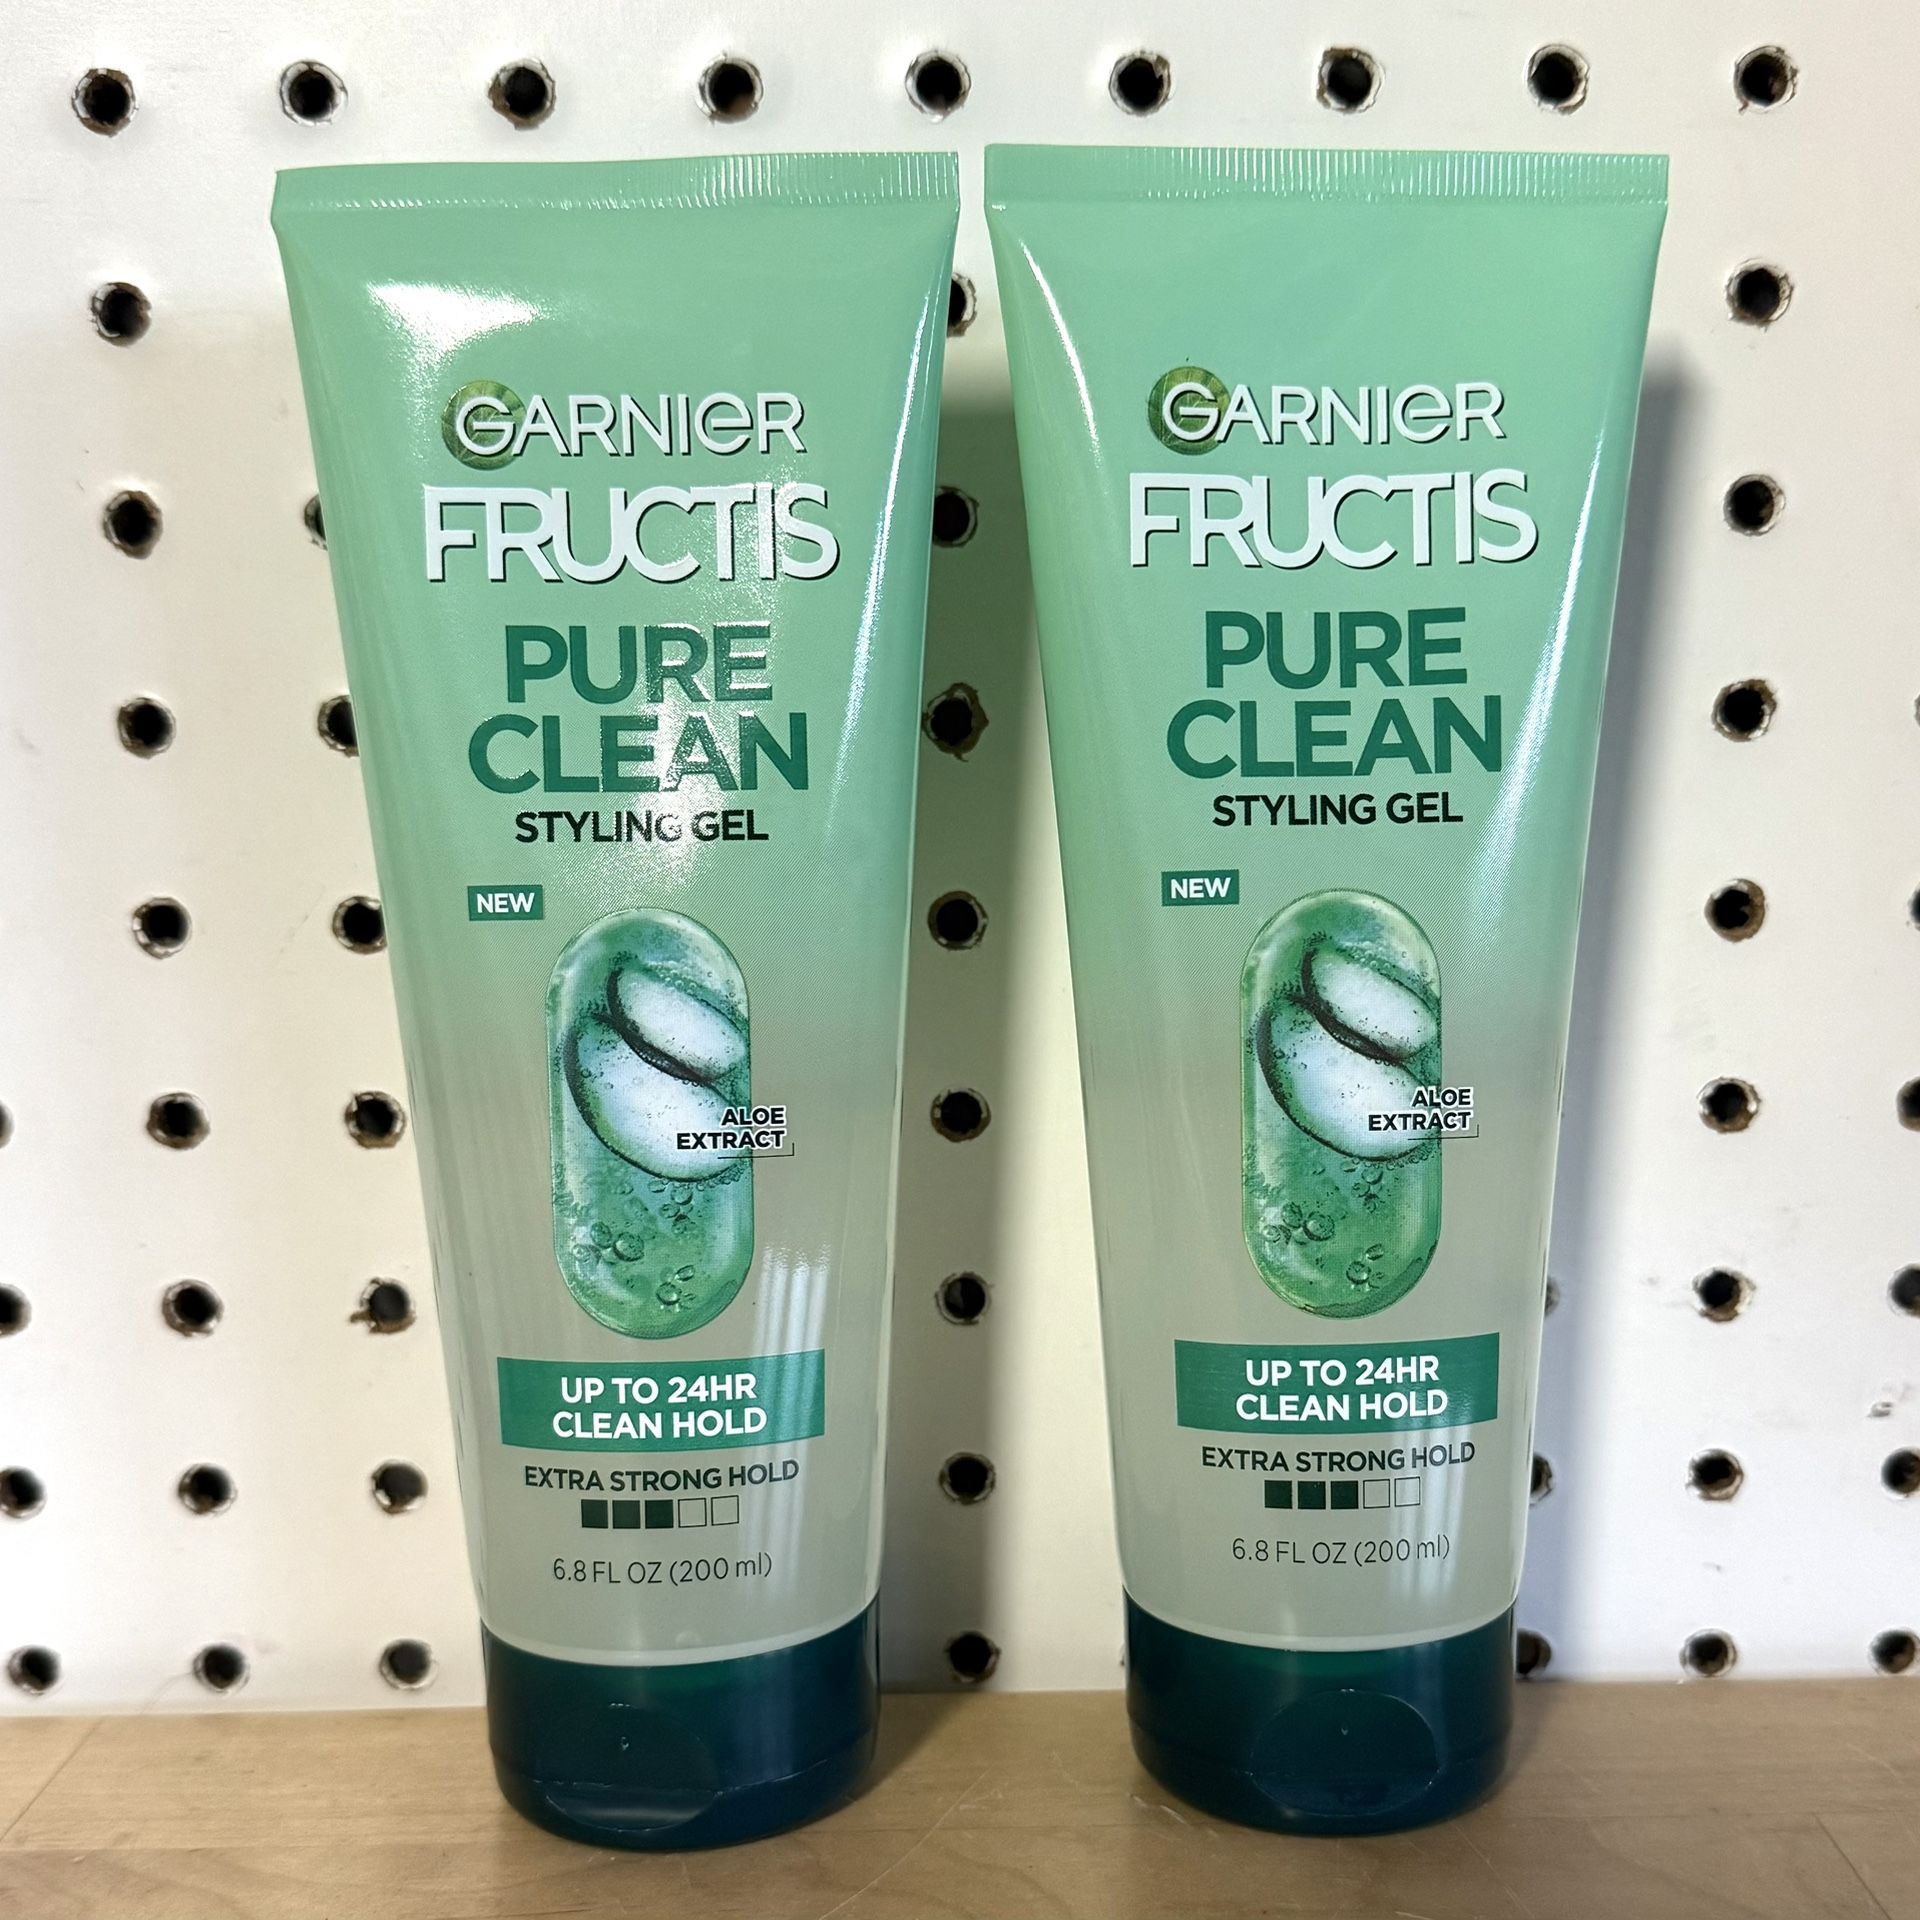 GARNIER
FRUCTIS
PURE
CLEAN
STYLING GEL
NEW
ALOE
EXTRACT
UP TO 24HR
CLEAN HOLD
EXTRA STRONG HOLD
6.8 FL OZ (200 ml)
GARNIER
FRUCTIS
PURE
CLEAN
STYLING GEL
NEW
ALOE
EXTRACT
UP TO 24HR
CLEAN HOLD
EXTRA STRONG HOLD
6.8 FL OZ (200 ml)